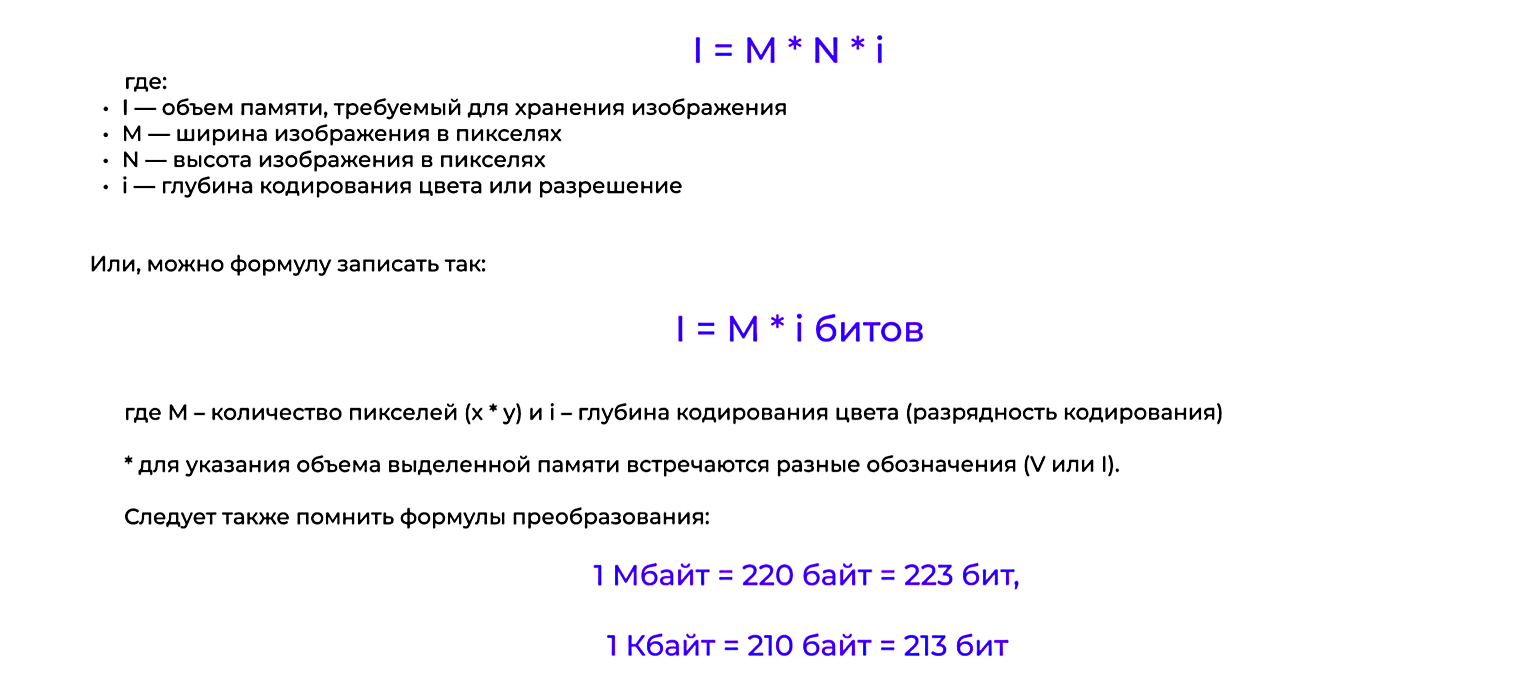 I = M * N * i
где:
• I — объем памяти, требуемый для хранения изображения
• M — ширина изображения в пикселях
• N — высота изображения в пикселях
• i — глубина кодирования цвета или разрешение
Или, можно формулу записать так:
I = M * i битов
где M – количество пикселей (x * y) и i – глубина кодирования цвета (разрядность кодирования)
* для указания объема выделенной памяти встречаются разные обозначения (V или I).
Следует также помнить формулы преобразования:
1 Мбайт = 220 байт = 223 бит,
1 Кбайт = 210 байт = 213 бит